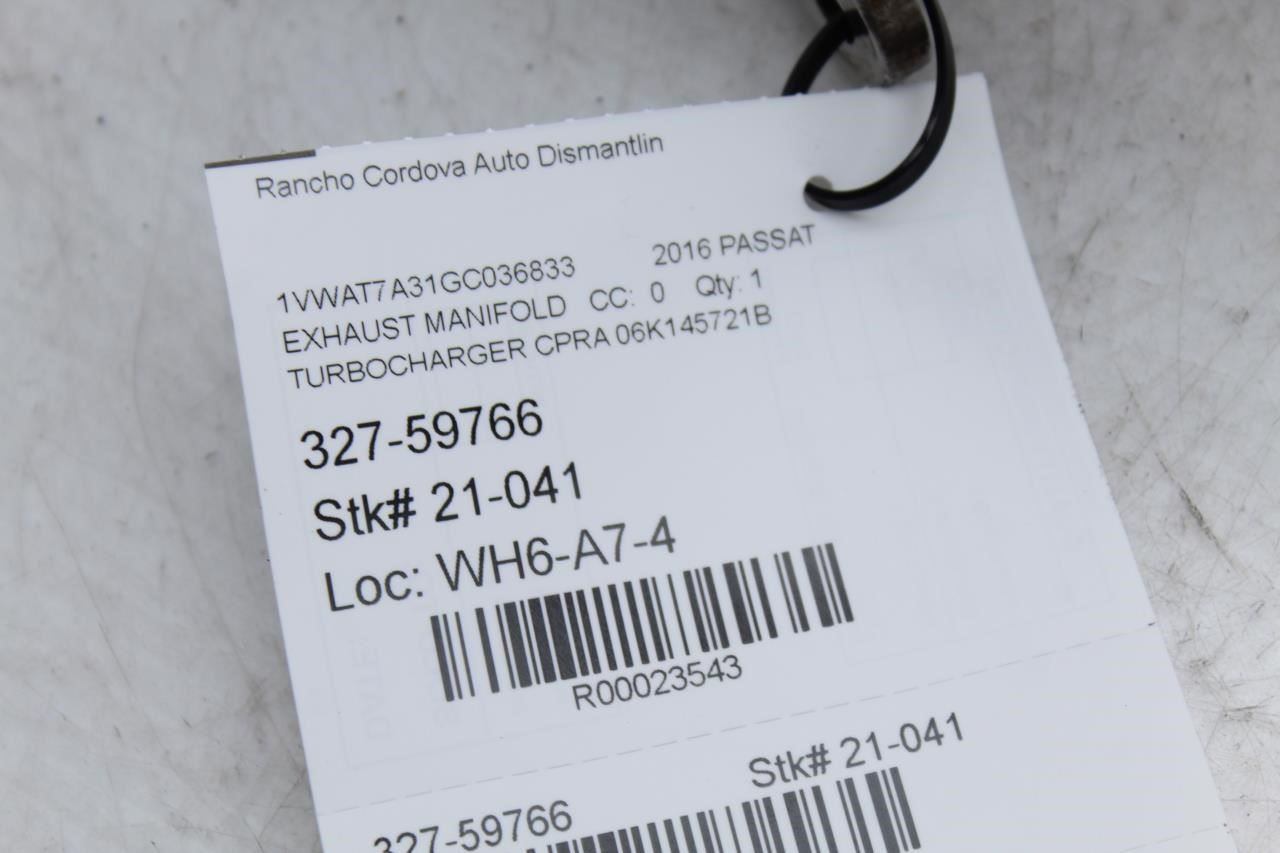 Rancho Cordova Auto Dismantlin
1VWAT7A31GC036833 2016 PASSAT
EXHAUST MANIFOLD CC: 0 Qty: 1
TURBOCHARGER CPRA 06K145721B
327-59766
Stk# 21-041
Loc: WH6-A7-4
R00023543
Stk# 21-041
327-59766